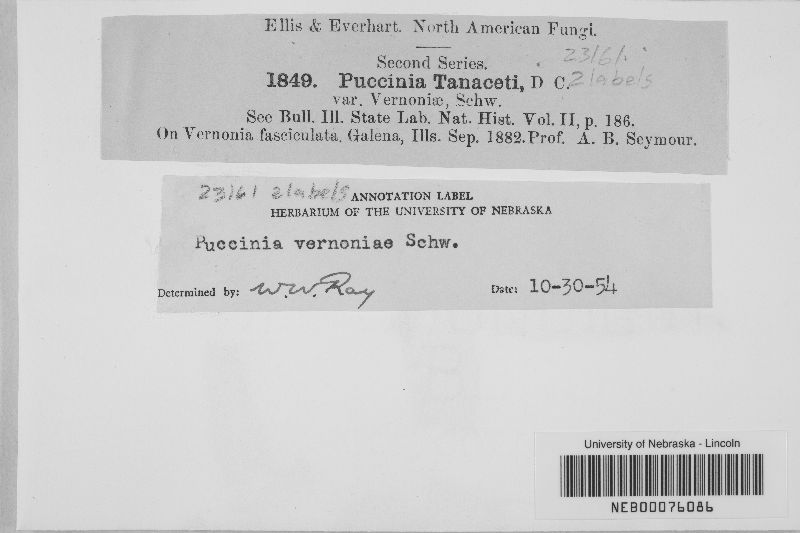 Ellis & Everhart. North American Fungi.
Second Series. 23161
1849. Puccinia Tanaceti, D C. 2 labels
var. Verniæ, Schw.
See Bull. Ill. State Lab. Nat. Hist. Vol. II, p. 186.
On Vernonia fasciculata, Galena, Ills. Sep. 1882. Prof. A. B. Seymour.
23161 2 labels ANNOTATION LABEL
HERBARIUM OF THE UNIVERSITY OF NEBRASKA
Puccinia vernoniae Schw.
Determined by: W.W. Ray Date: 10-30-54
University of Nebraska - Lincoln
NEB00076086